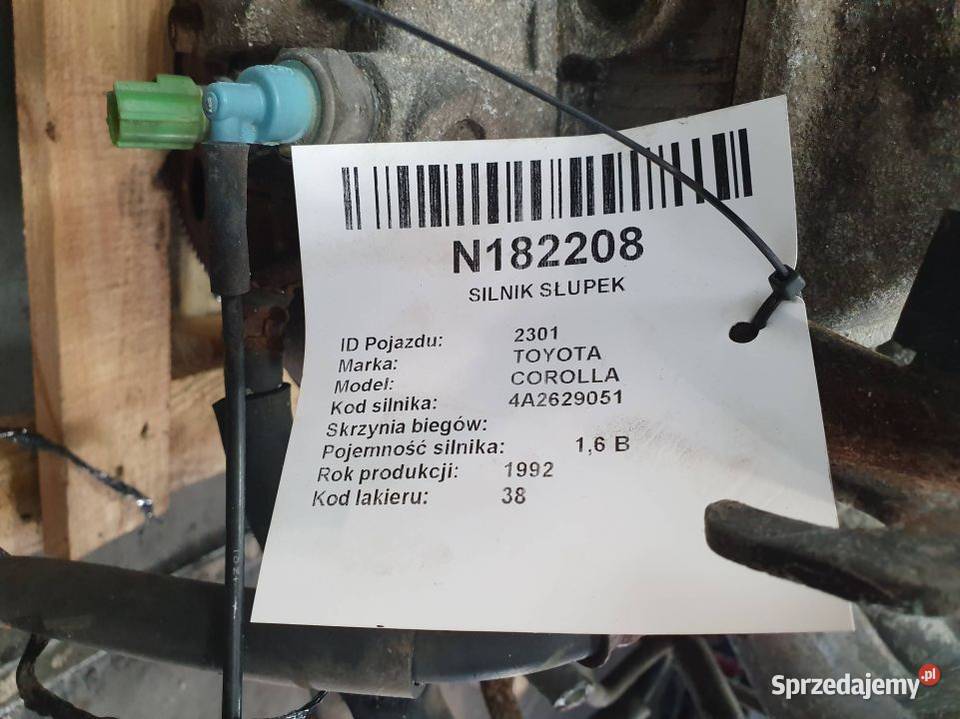 N182208
SILNIK SŁUPEK
ID Pojazdu: 2301
Marka: TOYOTA
Model: COROLLA
Kod silnika: 4A2629051
Skrzynia biegów:
Pojemność silnika: 1,6 B
Rok produkcji: 1992
Kod lakieru: 38
Sprzedajemy.pl